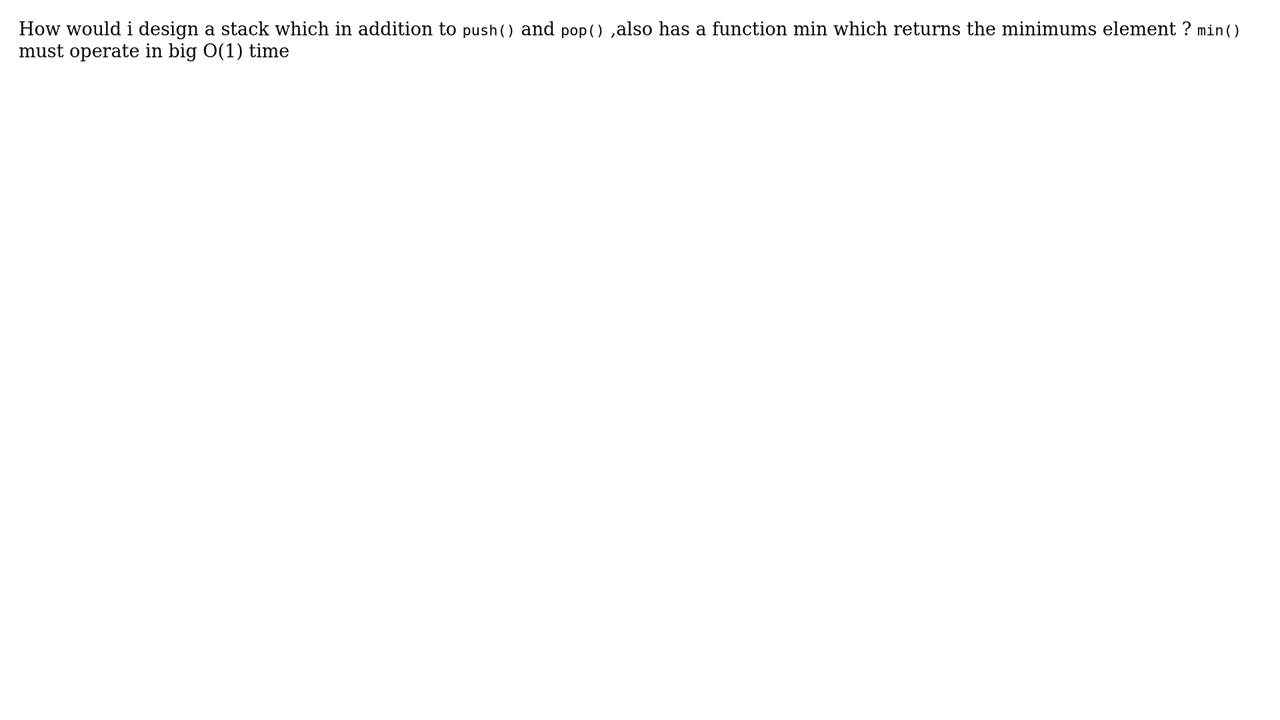 How would i design a stack which in addition to push() and pop() ,also has a function min which returns the minimums element ? min()
must operate in big O(1) time